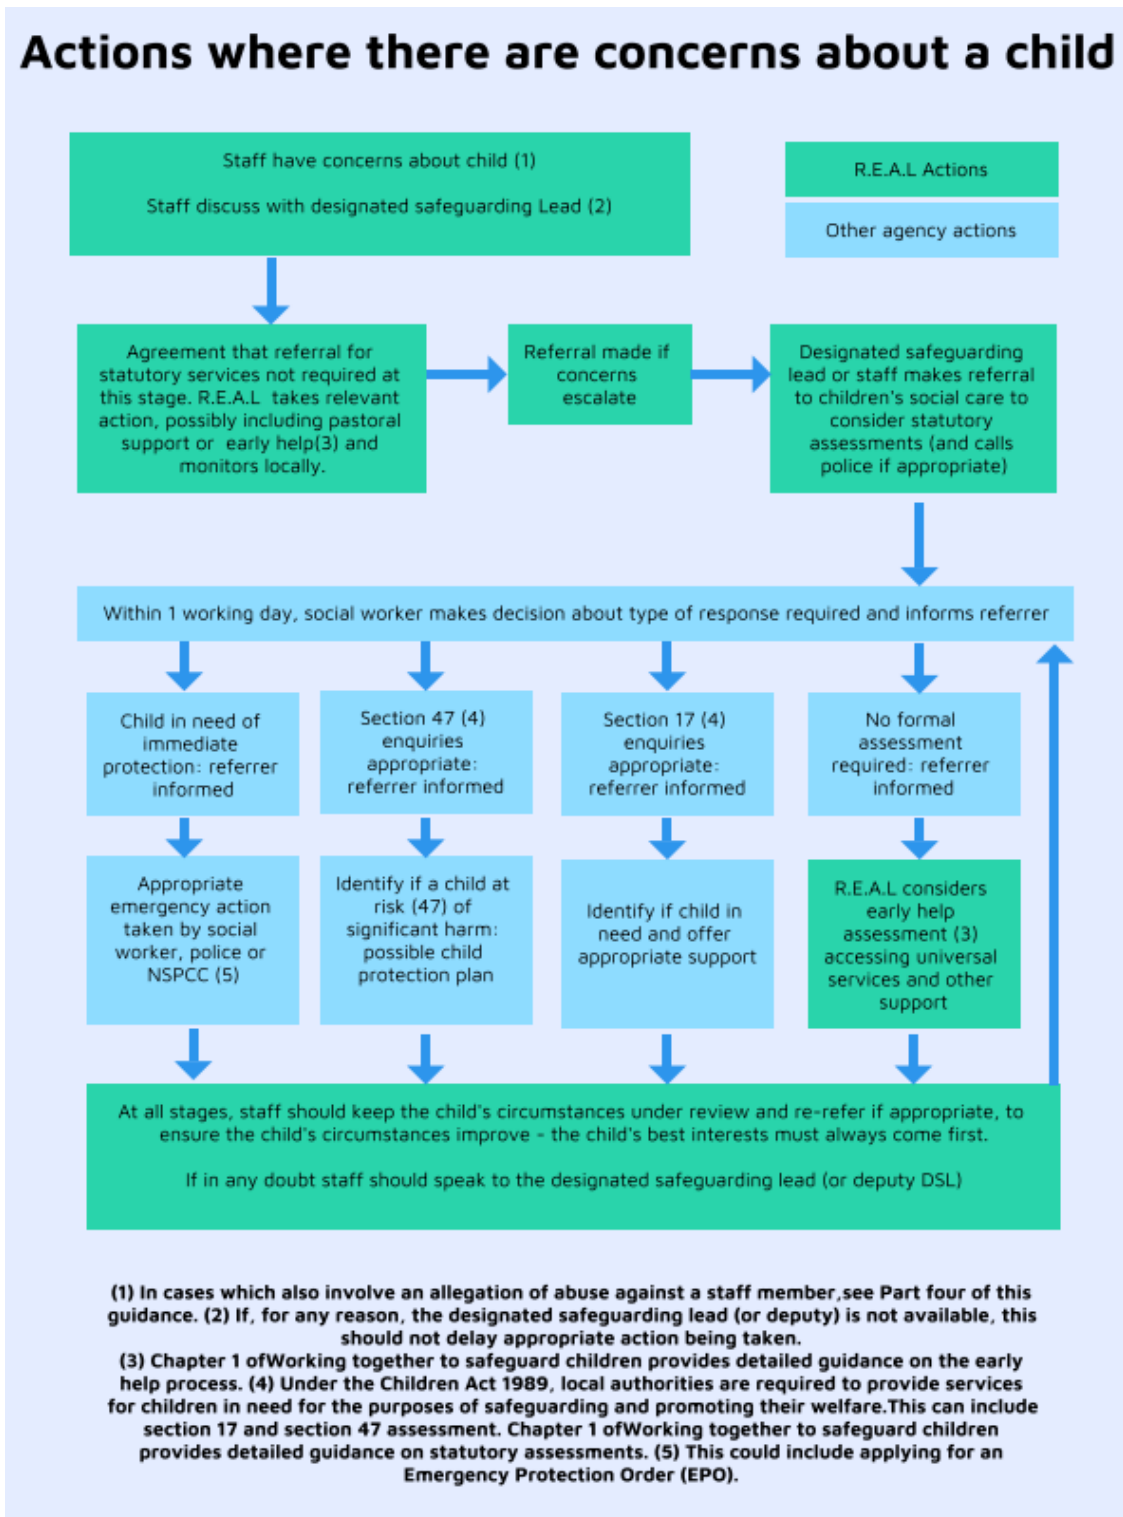 Actions where there are concerns about a child
Staff have concerns about child (1)
Staff discuss with designated safeguarding Lead (2)
R.E.A.L Actions
Other agency actions
Agreement that referral for
statutory services not required at
this stage. R.E.A.L takes relevant
action, possibly including pastoral
support or early help(3) and
monitors locally.
Referral made if
concerns
escalate
Designated safeguarding
lead or staff makes referral
to children's social care to
consider statutory
assessments (and calls
police if appropriate)
Within 1 working day, social worker makes decision about type of response required and informs referrer
Child in need of
immediate
protection: referrer
informed
Section 47 (4)
enquiries
appropriate:
referrer informed
Section 17 (4)
enquiries
appropriate:
referrer informed
No formal
assessment
required: referrer
informed
Appropriate
emergency action
taken by social
worker, police or
NSPCC (5)
Identify if a child at
risk (47) of
significant harm:
possible child
protection plan
Identify if child in
need and offer
appropriate support
R.E.A.L considers
early help
assessment (3)
accessing universal
services and other
support
At all stages, staff should keep the child's circumstances under review and re-refer if appropriate, to
ensure the child's circumstances improve - the child's best interests must always come first.
If in any doubt staff should speak to the designated safeguarding lead (or deputy DSL)
(1) In cases which also involve an allegation of abuse against a staff member,see Part four of this
guidance. (2) If, for any reason, the designated safeguarding lead (or deputy) is not available, this
should not delay appropriate action being taken.
(3) Chapter 1 ofWorking together to safeguard children provides detailed guidance on the early
help process. (4) Under the Children Act 1989, local authorities are required to provide services
for children in need for the purposes of safeguarding and promoting their welfare.This can include
section 17 and section 47 assessment. Chapter 1 ofWorking together to safeguard children
provides detailed guidance on statutory assessments. (5) This could include applying for an
Emergency Protection Order (EPO).